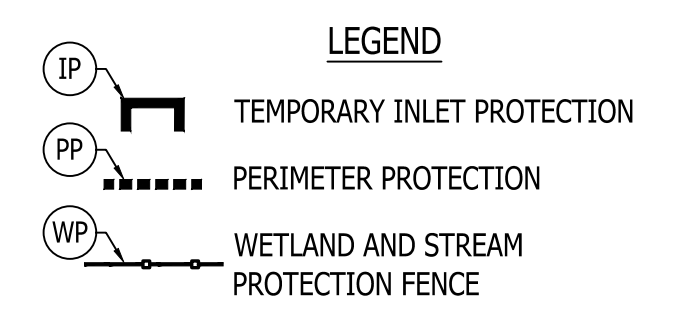 LEGEND
IP
TEMPORARY INLET PROTECTION
PP
PERIMETER PROTECTION
WP
WETLAND AND STREAM
PROTECTION FENCE